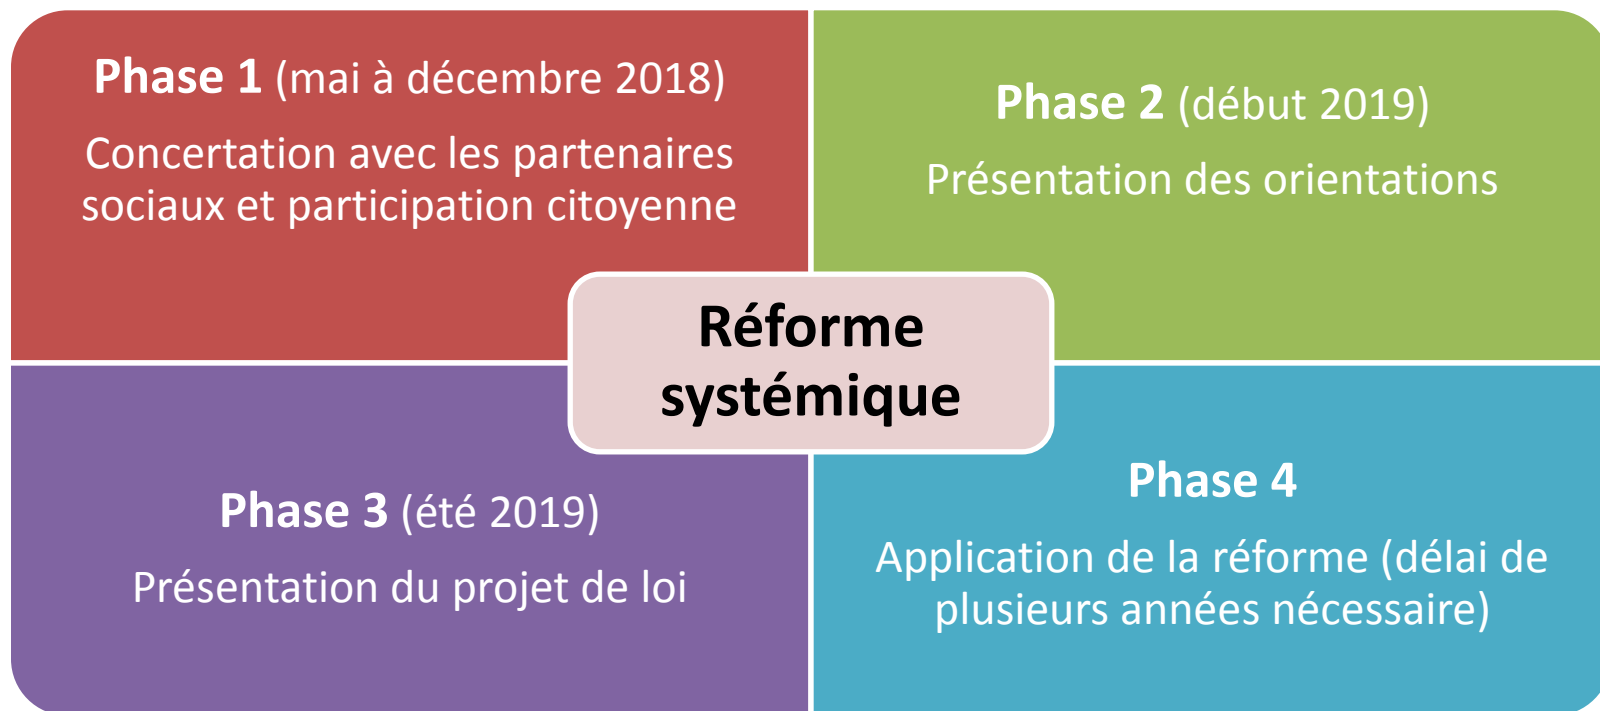 Phase 1 (mai à décembre 2018)
Concertation avec les partenaires
sociaux et participation citoyenne
Phase 2 (début 2019)
Présentation des orientations
Réforme
systémique
Phase 3 (été 2019)
Présentation du projet de loi
Phase 4
Application de la réforme (délai de
plusieurs années nécessaire)